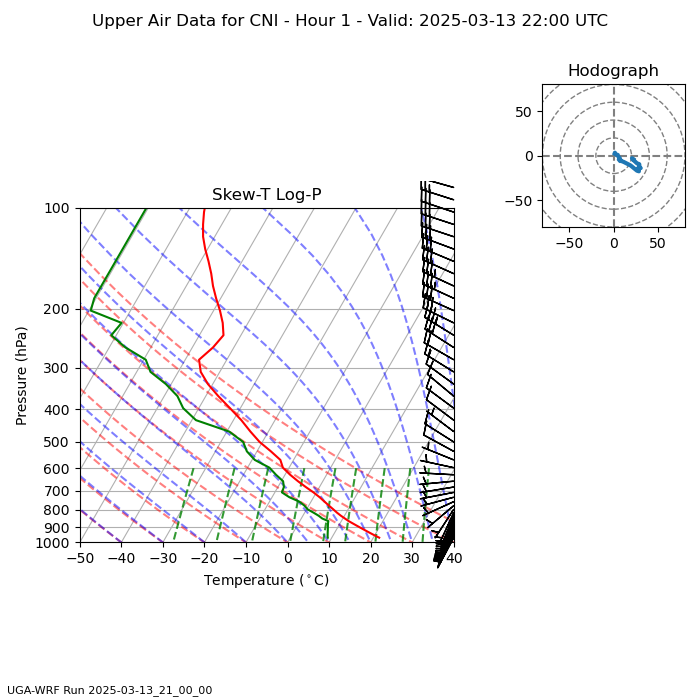 Upper Air Data for CNI - Hour 1 - Valid: 2025-03-13 22:00 UTC
Hodograph
50
0
−50
−50 0 50
Skew-T Log-P
100
200
300
400
500
600
700
800
900
1000
Pressure (hPa)
−50 −40 −30 −20 −10 0 10 20 30 40
Temperature (°C)
UGA-WRF Run 2025-03-13_21_00_00